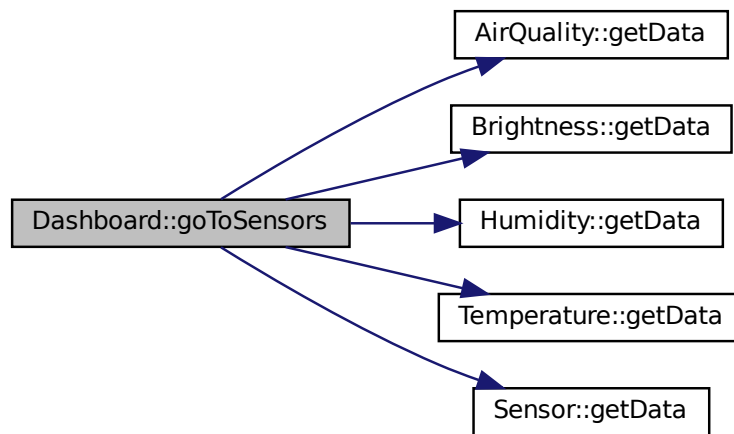 AirQuality::getData
Brightness::getData
Dashboard::goToSensors
Humidity::getData
Temperature::getData
Sensor::getData